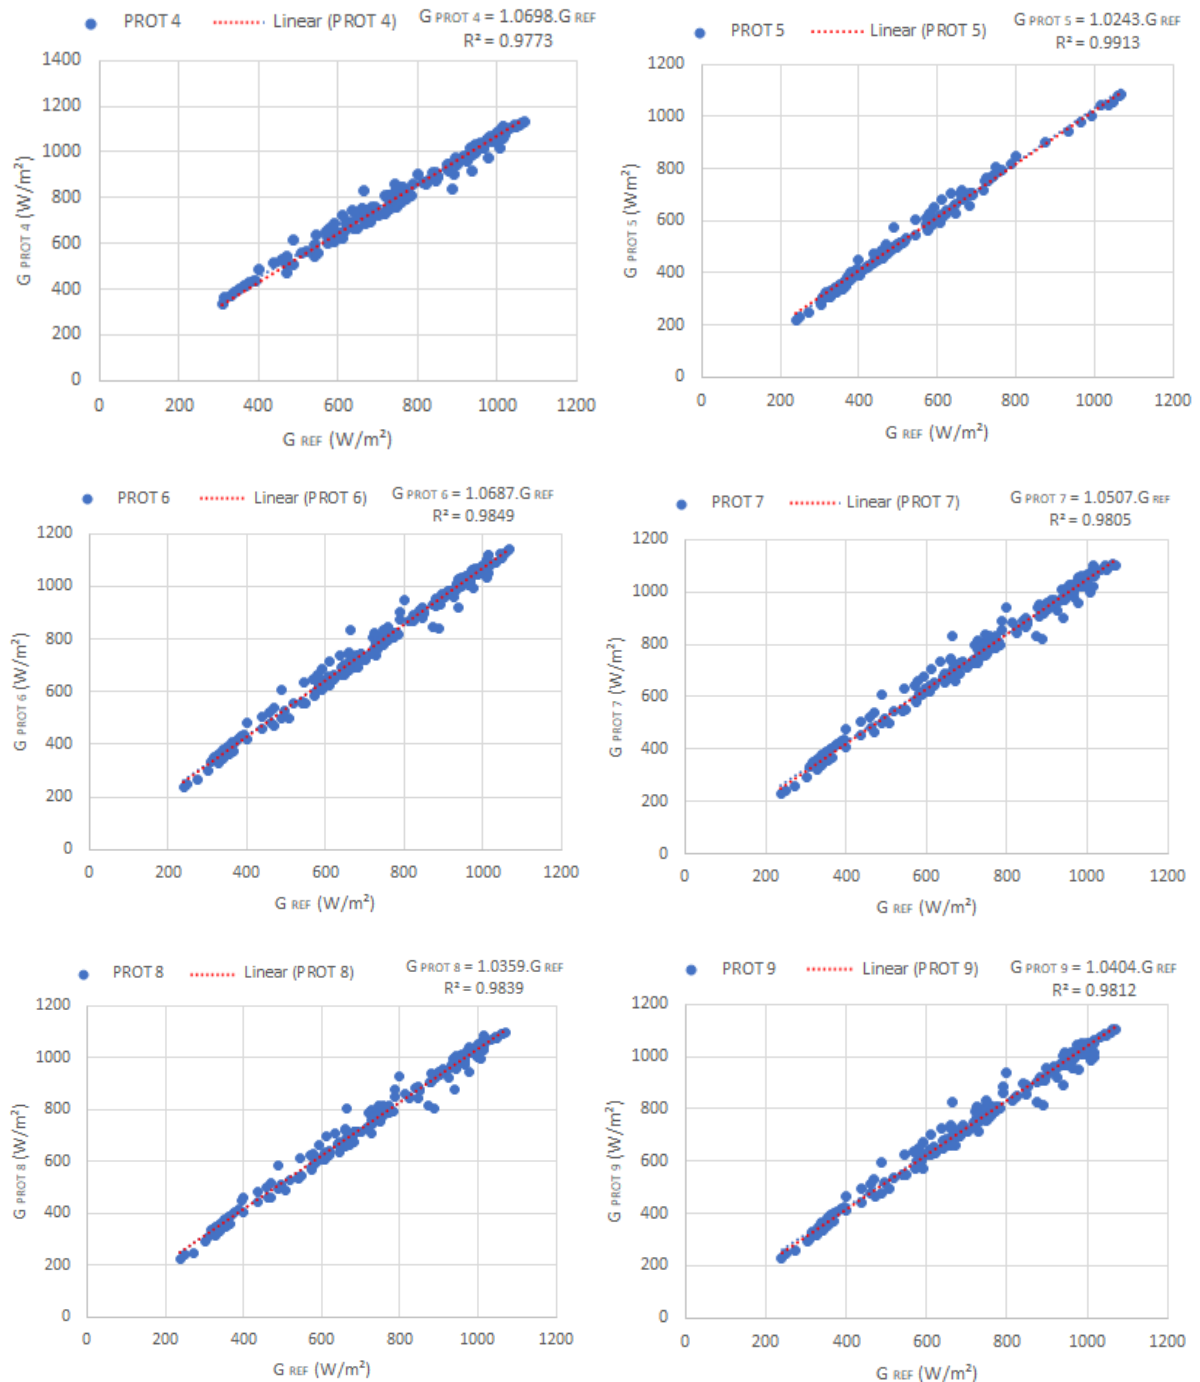 PROT 4 Linear (PROT 4) G PROT 4 = 1.0698.G REF
R² = 0.9773
1400
1200
1000
800
600
400
200
0
G PROT 4 (W/m²)
0 200 400 600 800 1000 1200
G REF (W/m²)
PROT 5 Linear (PROT 5) G PROT 5 = 1.0243.G REF
R² = 0.9913
1200
1000
800
600
400
200
0
G PROT 5 (W/m²)
0 200 400 600 800 1000 1200
G REF (W/m²)
PROT 6 Linear (PROT 6) G PROT 6 = 1.0687.G REF
R² = 0.9849
1200
1000
800
600
400
200
0
G PROT 6 (W/m²)
0 200 400 600 800 1000 1200
G REF (W/m²)
PROT 7 Linear (PROT 7) G PROT 7 = 1.0507.G REF
R² = 0.9805
1200
1000
800
600
400
200
0
G PROT 7 (W/m²)
0 200 400 600 800 1000 1200
G REF (W/m²)
PROT 8 Linear (PROT 8) G PROT 8 = 1.0359.G REF
R² = 0.9839
1200
1000
800
600
400
200
0
G PROT 8 (W/m²)
0 200 400 600 800 1000 1200
G REF (W/m²)
PROT 9 Linear (PROT 9) G PROT 9 = 1.0404.G REF
R² = 0.9812
1200
1000
800
600
400
200
0
G PROT 9 (W/m²)
0 200 400 600 800 1000 1200
G REF (W/m²)